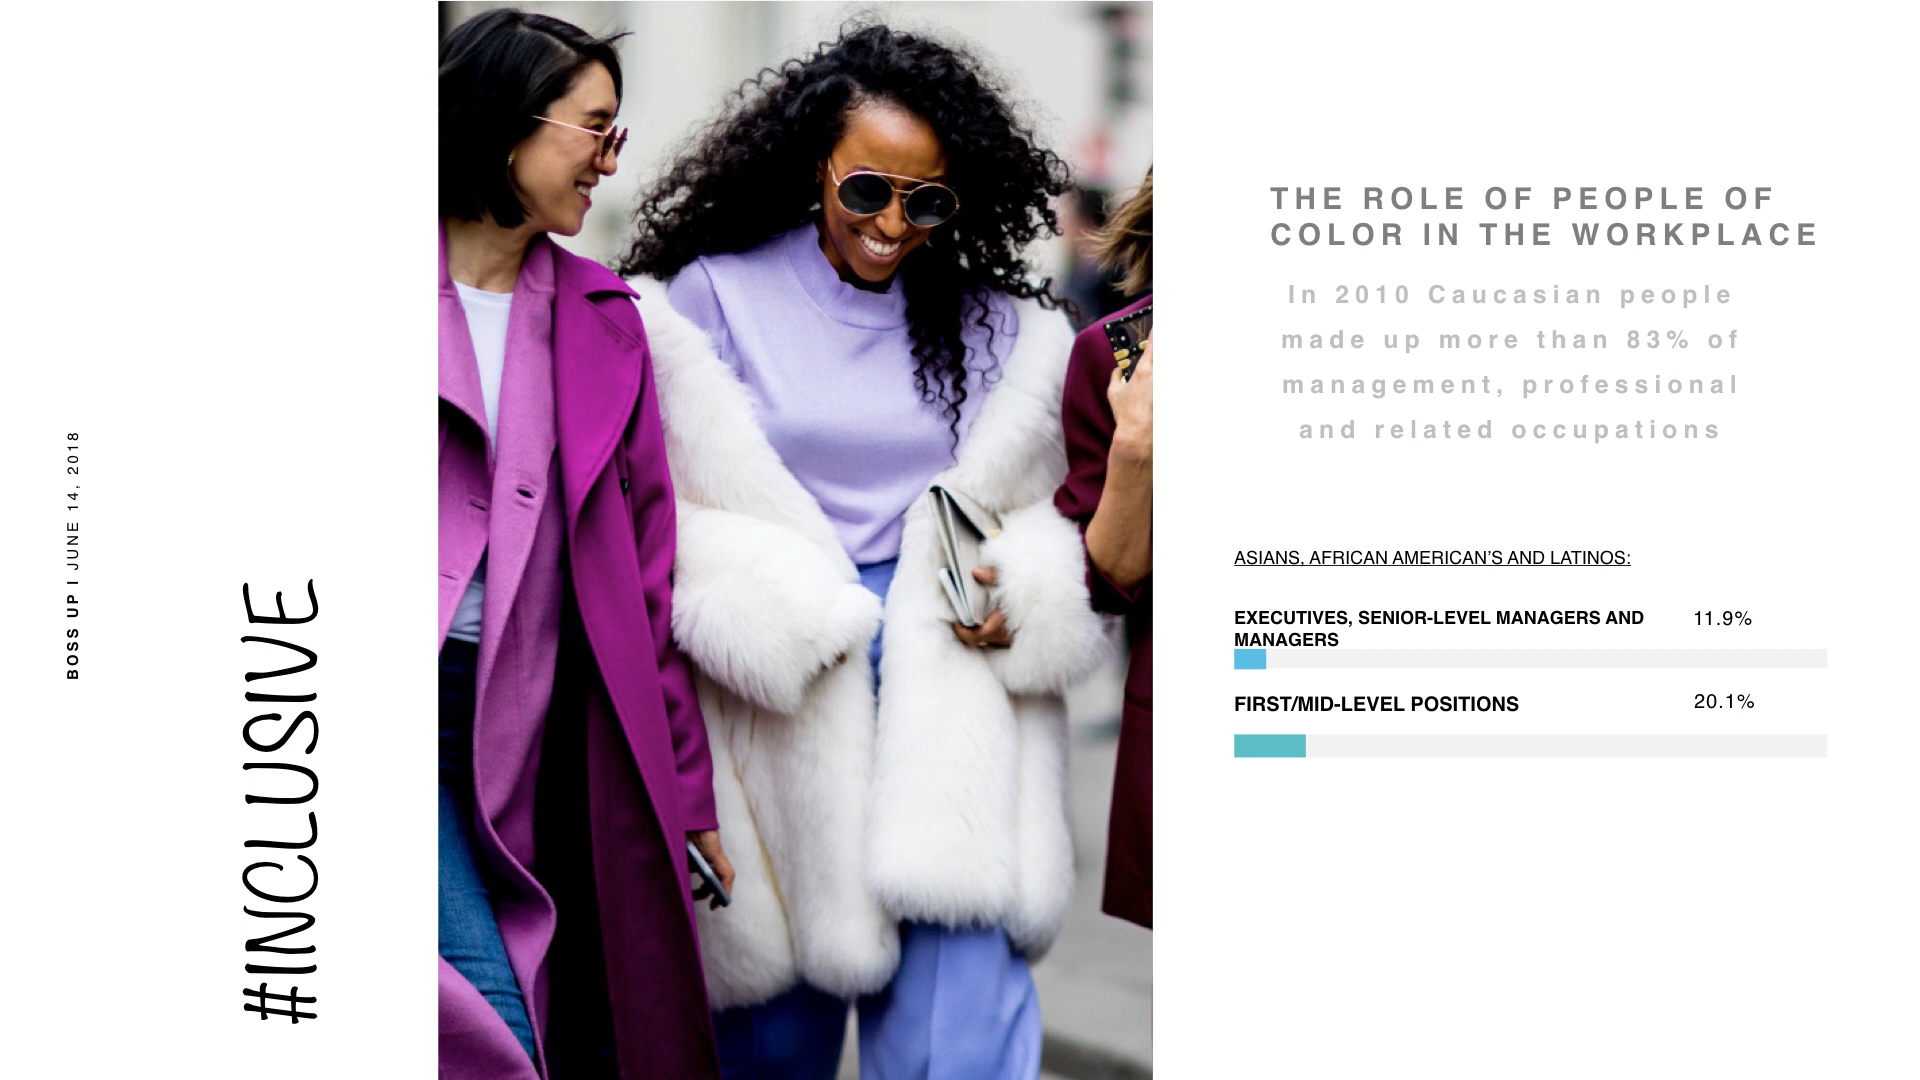 BOSS UP I JUNE 14, 2018
#INCLUSIVE
THE ROLE OF PEOPLE OF
COLOR IN THE WORKPLACE
In 2010 Caucasian people
made up more than 83% of
management, professional
and related occupations
ASIANS, AFRICAN AMERICAN’S AND LATINOS:
EXECUTIVES, SENIOR-LEVEL MANAGERS AND
MANAGERS
11.9%
FIRST/MID-LEVEL POSITIONS
20.1%